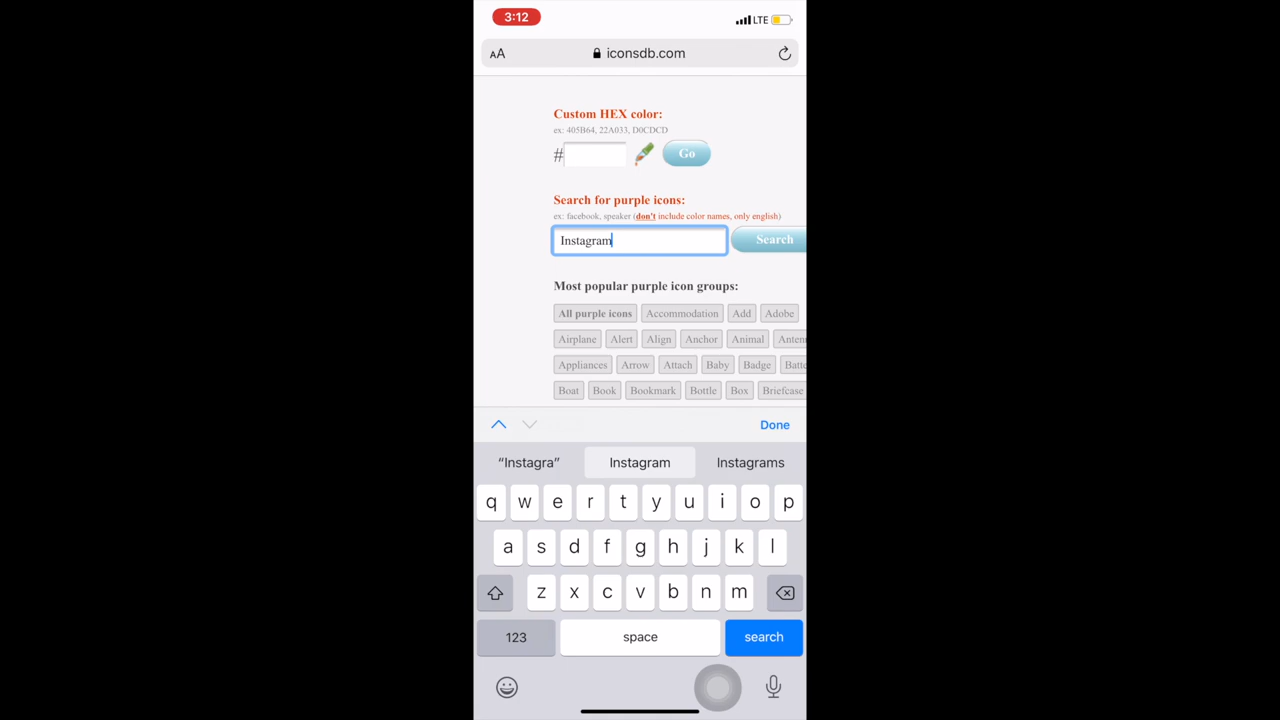 3:12
LTE
AA
iconsdb.com
Custom HEX color:
ex: 405B64, 22A033, D0CDCD
#
Go
Search for purple icons:
ex: facebook, speaker (don't include color names, only english)
Instagram
Search
Most popular purple icon groups:
All purple icons Accommodation Add Adobe
Airplane Alert Align Anchor Animal Anten
Appliances Arrow Attach Baby Badge Batte
Boat Book Bookmark Bottle Box Briefcase
Done
“Instagra” Instagram Instagrams
q w e r t y u i o p
a s d f g h j k l
z x c v b n m
123 space search